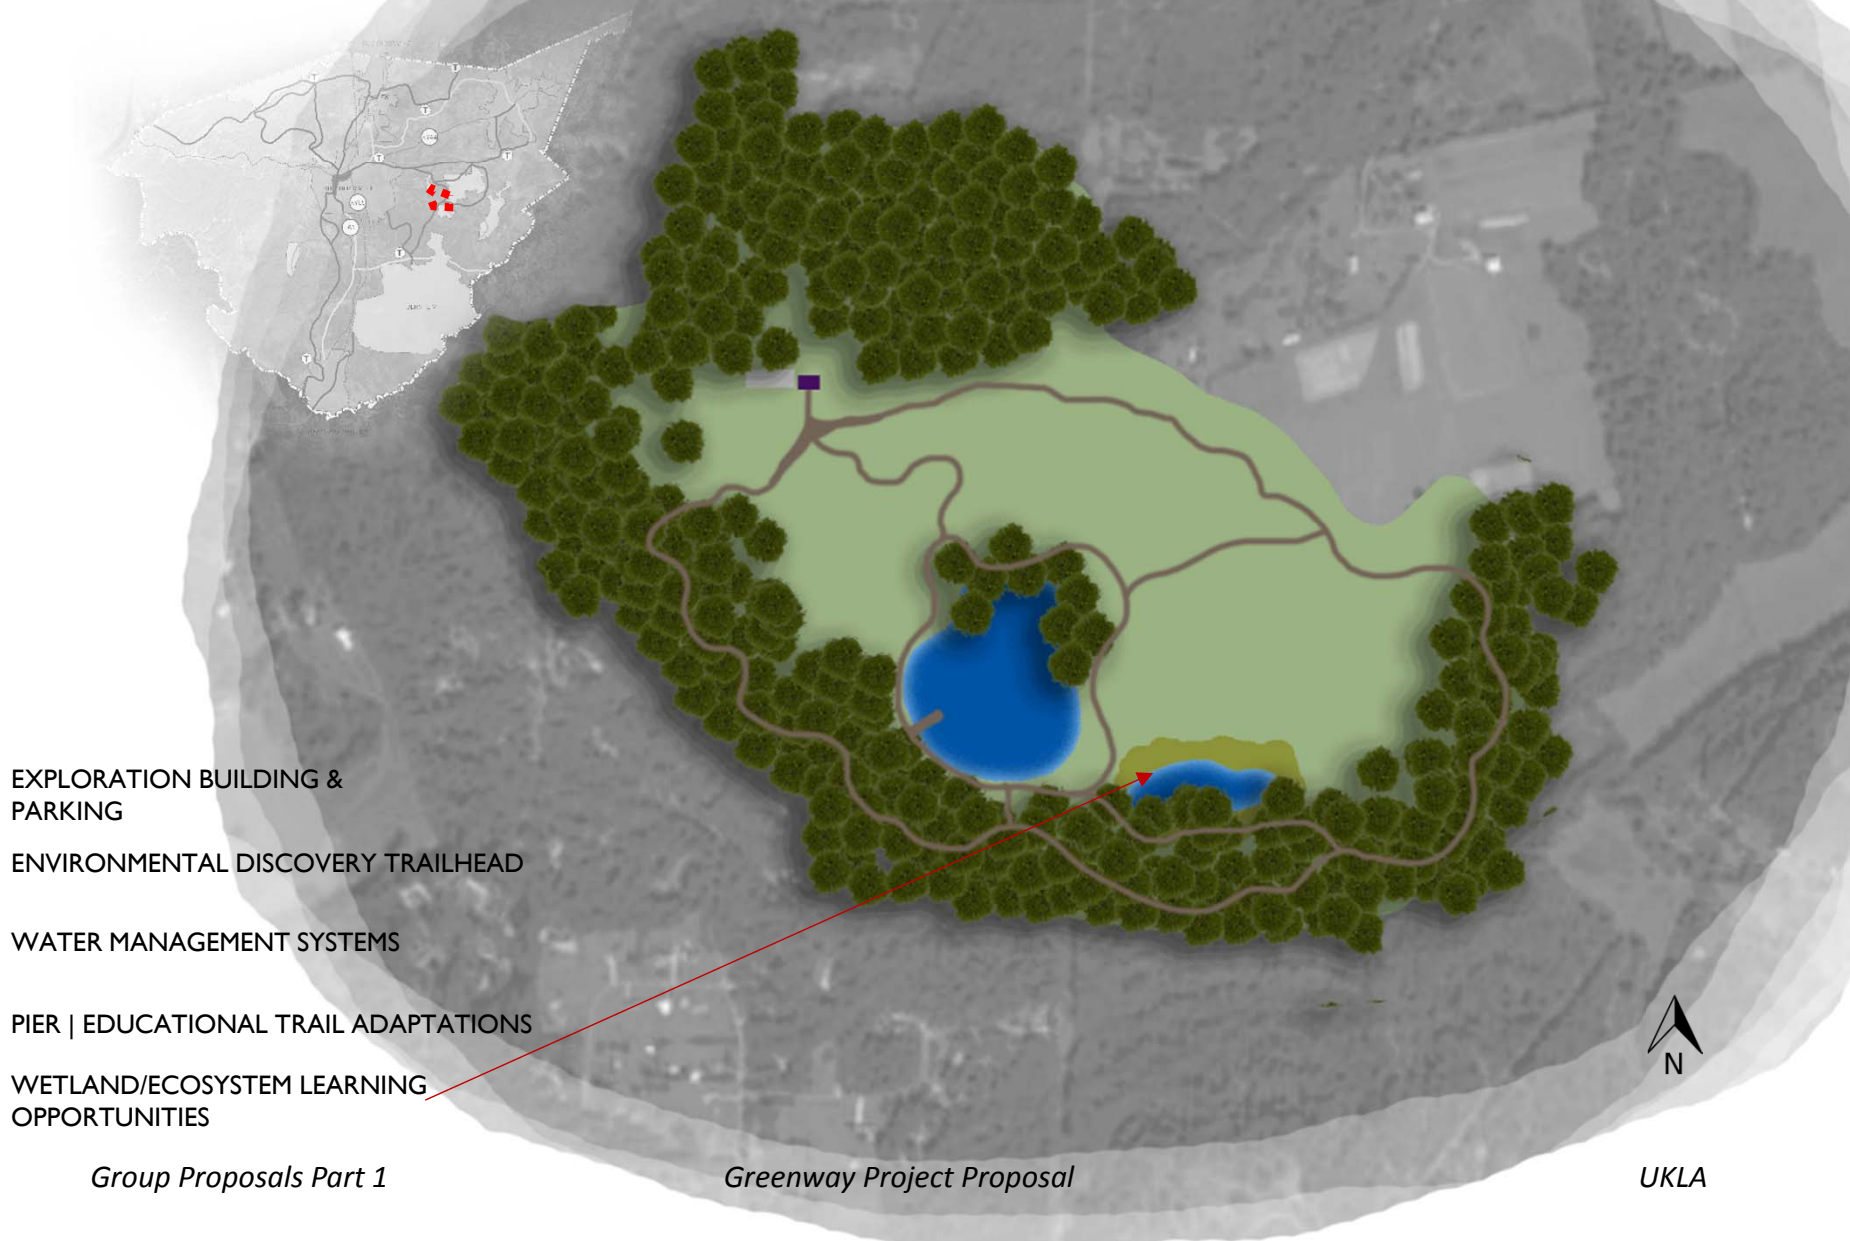 T
T
T
T
T
T
T
EXPLORATION BUILDING &
PARKING
ENVIRONMENTAL DISCOVERY TRAILHEAD
WATER MANAGEMENT SYSTEMS
PIER | EDUCATIONAL TRAIL ADAPTATIONS
WETLAND/ECOSYSTEM LEARNING
OPPORTUNITIES
N
Group Proposals Part 1
Greenway Project Proposal
UKLA